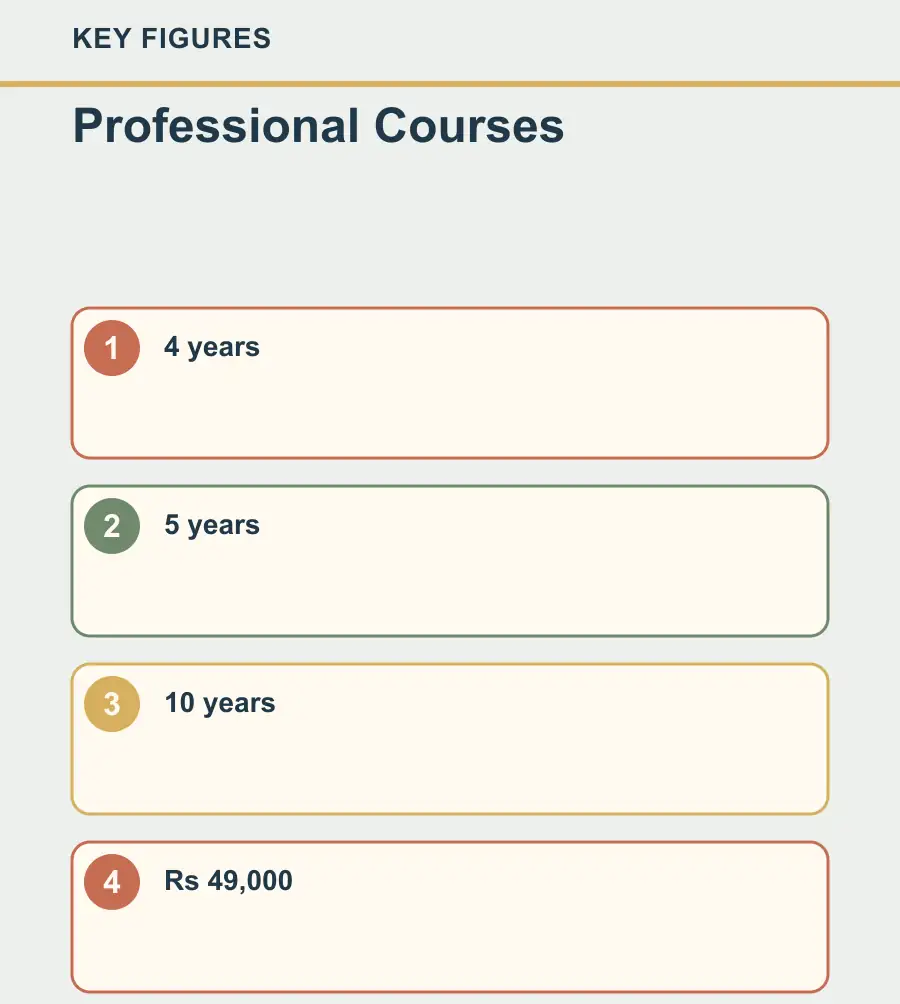 KEY FIGURES
Professional Courses
1 4 years
2 5 years
3 10 years
4 Rs 49,000